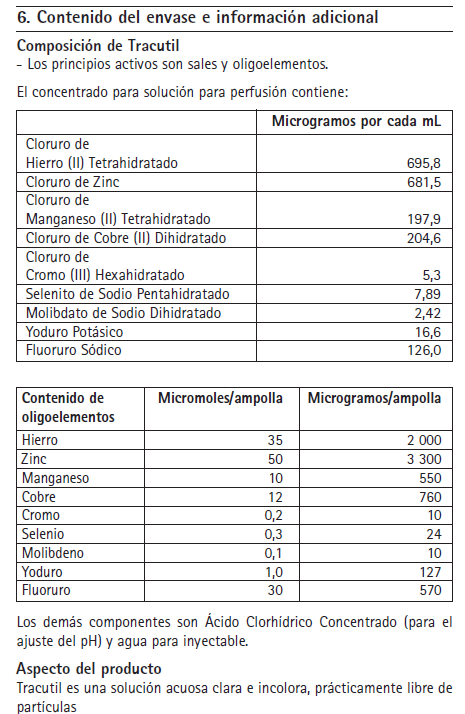 6. Contenido del envase e información adicional
Composición de Tracutil
- Los principios activos son sales y oligoelementos.
El concentrado para solución para perfusión contiene:
Microgramos por cada mL
Cloruro de
Hierro (II) Tetrahidratado 695,8
Cloruro de Zinc 681,5
Cloruro de
Manganeso (II) Tetrahidratado 197,9
Cloruro de Cobre (II) Dihidratado 204,6
Cloruro de
Cromo (III) Hexahidratado 5,3
Selenito de Sodio Pentahidratado 7,89
Molibdato de Sodio Dihidratado 2,42
Yoduro Potásico 16,6
Fluoruro Sódico 126,0
Contenido de Micromoles/ampolla Microgramos/ampolla
oligoelementos
Hierro 35 2 000
Zinc 50 3 300
Manganeso 10 550
Cobre 12 760
Cromo 0,2 10
Selenio 0,3 24
Molibdeno 0,1 10
Yoduro 1,0 127
Fluoruro 30 570
Los demás componentes son Ácido Clorhídrico Concentrado (para el
ajuste del pH) y agua para inyectable.
Aspecto del producto
Tracutil es una solución acuosa clara e incolora, prácticamente libre de
partículas